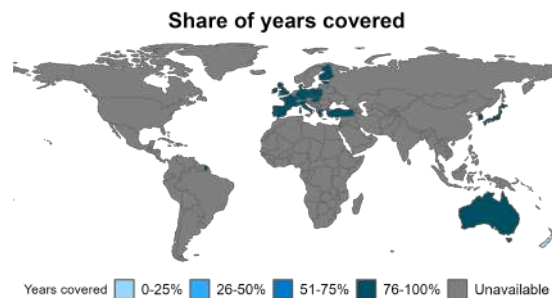 Share of years covered
Years covered 0-25% 26-50% 51-75% 76-100% Unavailable